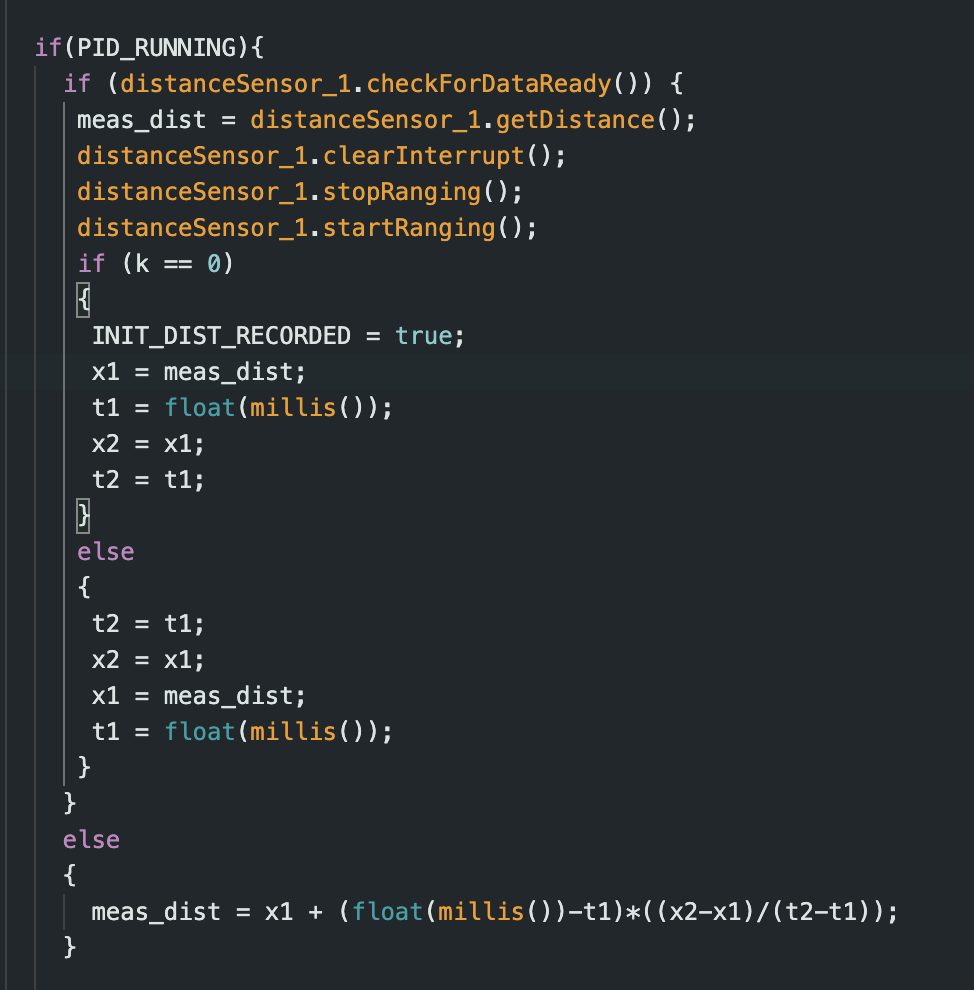 if(PID_RUNNING){
if (distanceSensor_1.checkForDataReady()) {
meas_dist = distanceSensor_1.getDistance();
distanceSensor_1.clearInterrupt();
distanceSensor_1.stopRanging();
distanceSensor_1.startRanging();
if (k == 0)
{
INIT_DIST_RECORDED = true;
x1 = meas_dist;
t1 = float(millis());
x2 = x1;
t2 = t1;
}
else
{
t2 = t1;
x2 = x1;
x1 = meas_dist;
t1 = float(millis());
}
}
else
{
meas_dist = x1 + (float(millis())-t1)*((x2-x1)/(t2-t1));
}